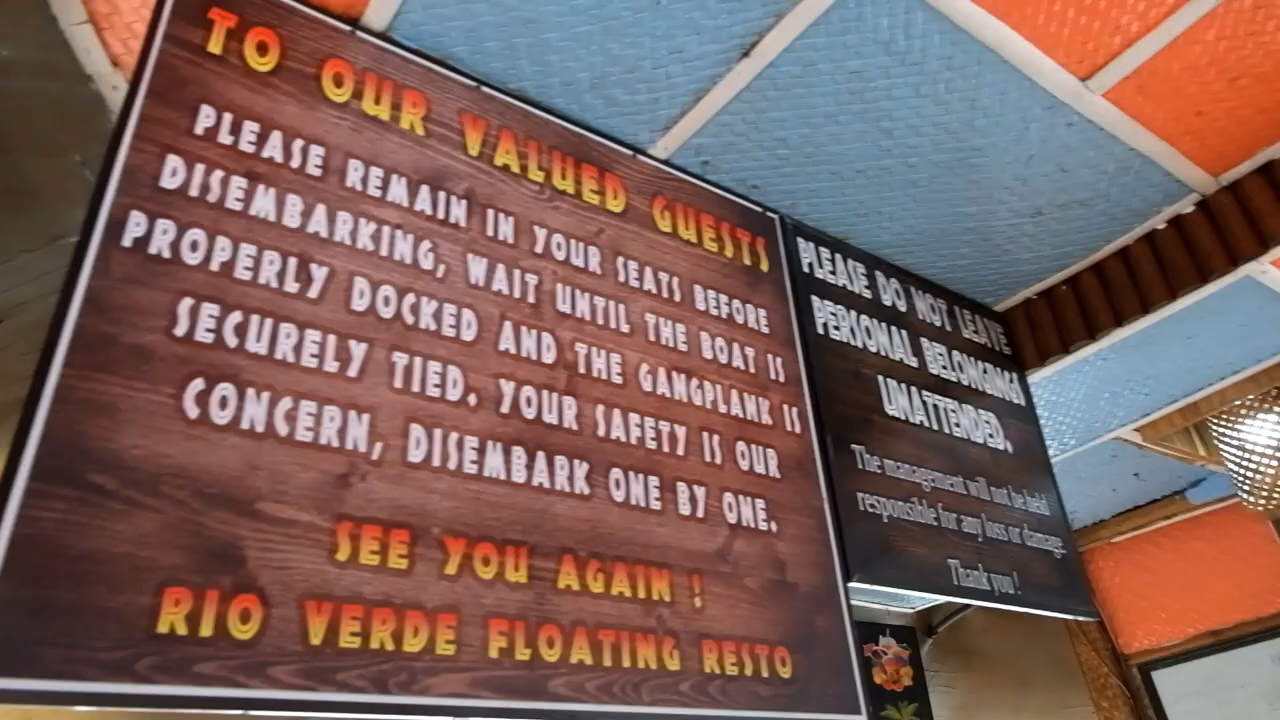 TO OUR VALUED GUESTS
PLEASE REMAIN IN YOUR SEATS BEFORE
DISEMBARKING, WAIT UNTIL THE BOAT IS
PROPERLY DOCKED AND THE GANGPLANK IS
SECURELY TIED. YOUR SAFETY IS OUR
CONCERN, DISEMBARK ONE BY ONE.
SEE YOU AGAIN !
RIO VERDE FLOATING RESTO
PLEASE DO NOT LEAVE
PERSONAL BELONGINGS
UNATTENDED.
The management will not be held
responsible for any loss or damage
Thank you !